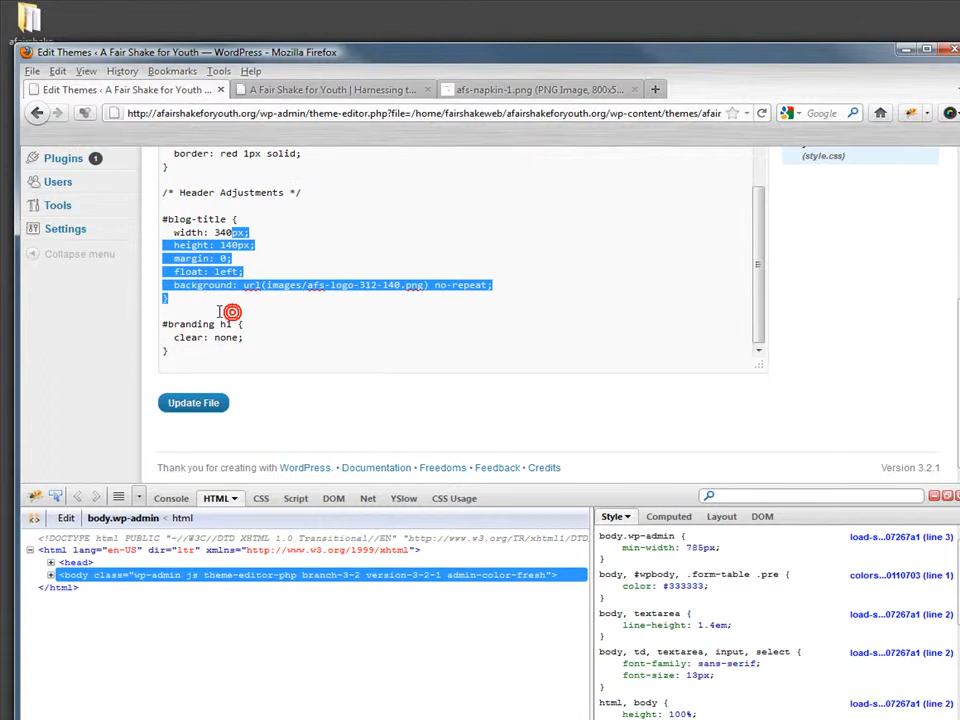 Edit Themes ‹ A Fair Shake for Youth — WordPress - Mozilla Firefox
File Edit View History Bookmarks Tools Help
Edit Themes ‹ A Fair Shake for Youth — WordPress ... × A Fair Shake for Youth | Harnessing t... × afs-napkin-1.png (PNG Image, 800x5... × +
http://afairshakeforyouth.org/wp-admin/theme-editor.php?file=/home/fairshakeweb/afairshakeforyouth.org/wp-content/themes/afair Google
Plugins 1
Users
Tools
Settings
Collapse menu
border: red 1px solid;
}
/* Header Adjustments */
#blog-title {
width: 340px;
height: 140px;
margin: 0;
float: left;
background: url(images/afs-logo-312-140.png) no-repeat;
}
#branding h1 {
clear: none;
}
(style.css)
Update File
Thank you for creating with WordPress. • Documentation • Freedoms • Feedback • Credits
Version 3.2.1
Console HTML CSS Script DOM Net YSlow CSS Usage
Edit body.wp-admin < html
<!DOCTYPE html PUBLIC "-//W3C//DTD XHTML 1.0 Transitional//EN" "http://www.w3.org/TR/xhtml1/DTD/
<html lang="en-US" dir="ltr" xmlns="http://www.w3.org/1999/xhtml">
<head>
<body class="wp-admin js theme-editor-php branch-3-2 version-3-2-1 admin-color-fresh">
</html>
Style Computed Layout DOM
body.wp-admin { load-s...07267a1 (line 3)
min-width: 785px;
}
body, #wpbody, .form-table .pre { colors...0110703 (line 1)
color: #333333;
}
body, textarea { load-s...07267a1 (line 2)
line-height: 1.4em;
}
body, td, textarea, input, select { load-s...07267a1 (line 2)
font-family: sans-serif;
font-size: 13px;
}
html, body { load-s...07267a1 (line 2)
height: 100%;